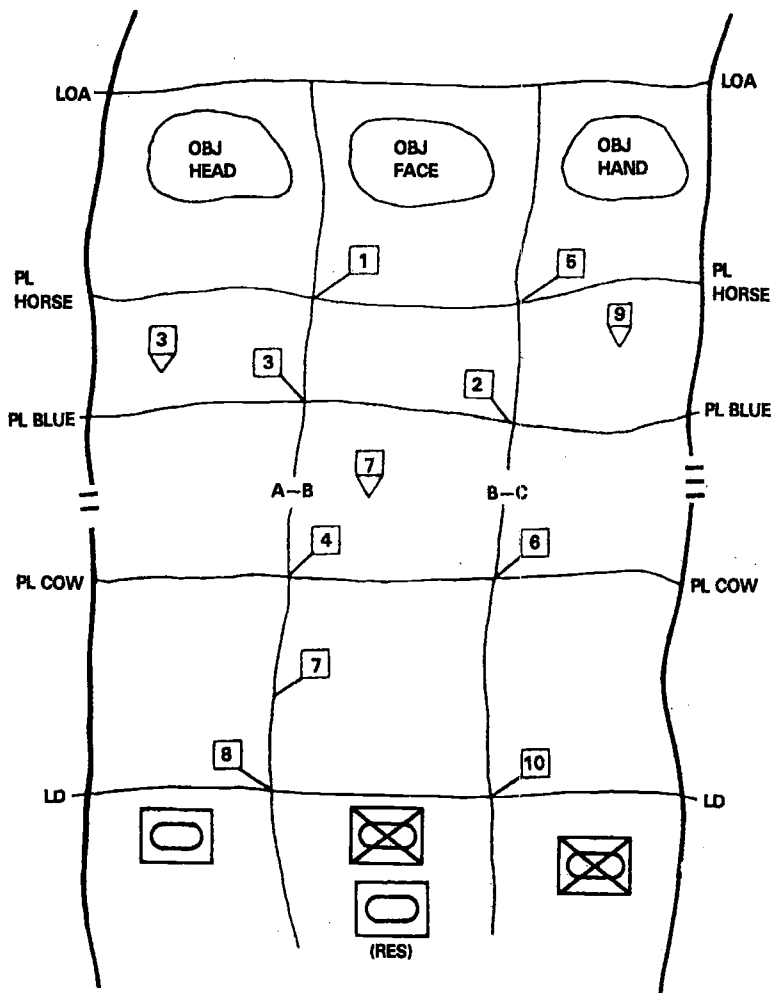 LOA
LOA
OBJ
HEAD
OBJ
FACE
OBJ
HAND
1
5
PL
HORSE
PL
HORSE
3
9
3
2
PL BLUE
PL BLUE
7
A-B
B-C
4
6
PL COW
PL COW
7
8
10
LD
LD
(RES)